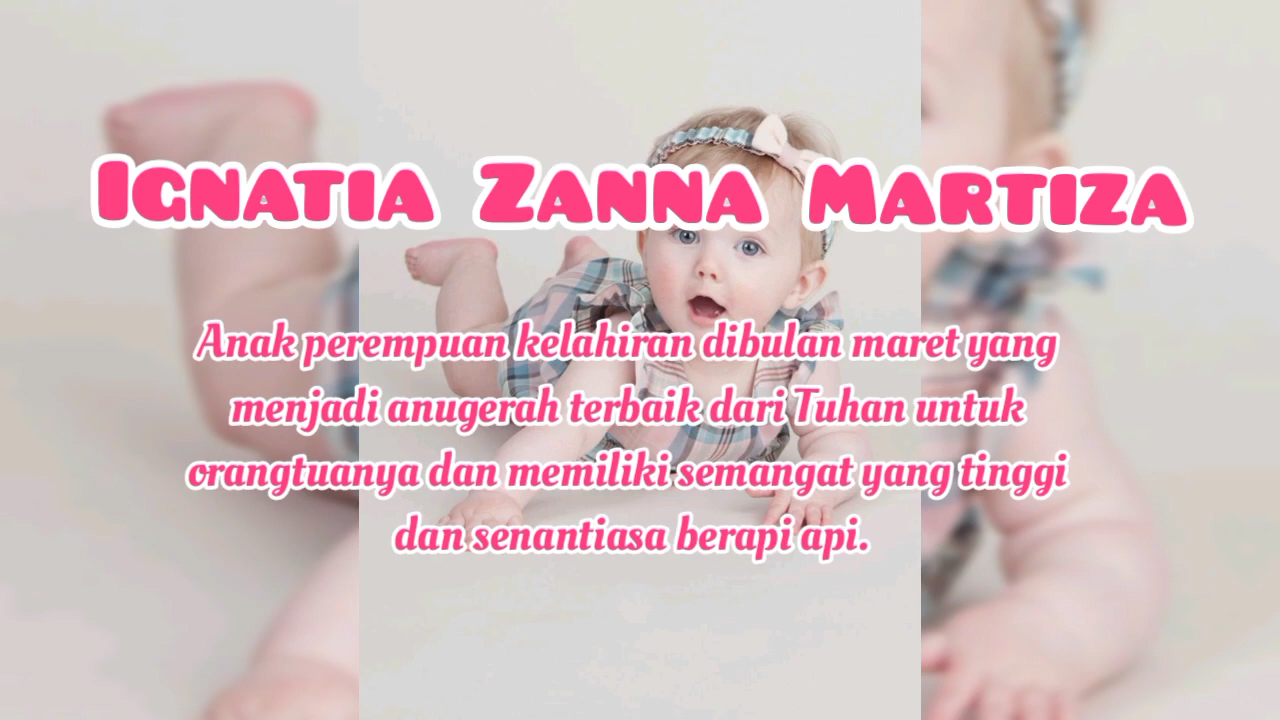 Ignatia Zanna Martiza
Anak perempuan kelahiran dibulan maret yang
menjadi anugerah terbaik dari Tuhan untuk
orangtuanya dan memiliki semangat yang tinggi
dan senantiasa berapi api.